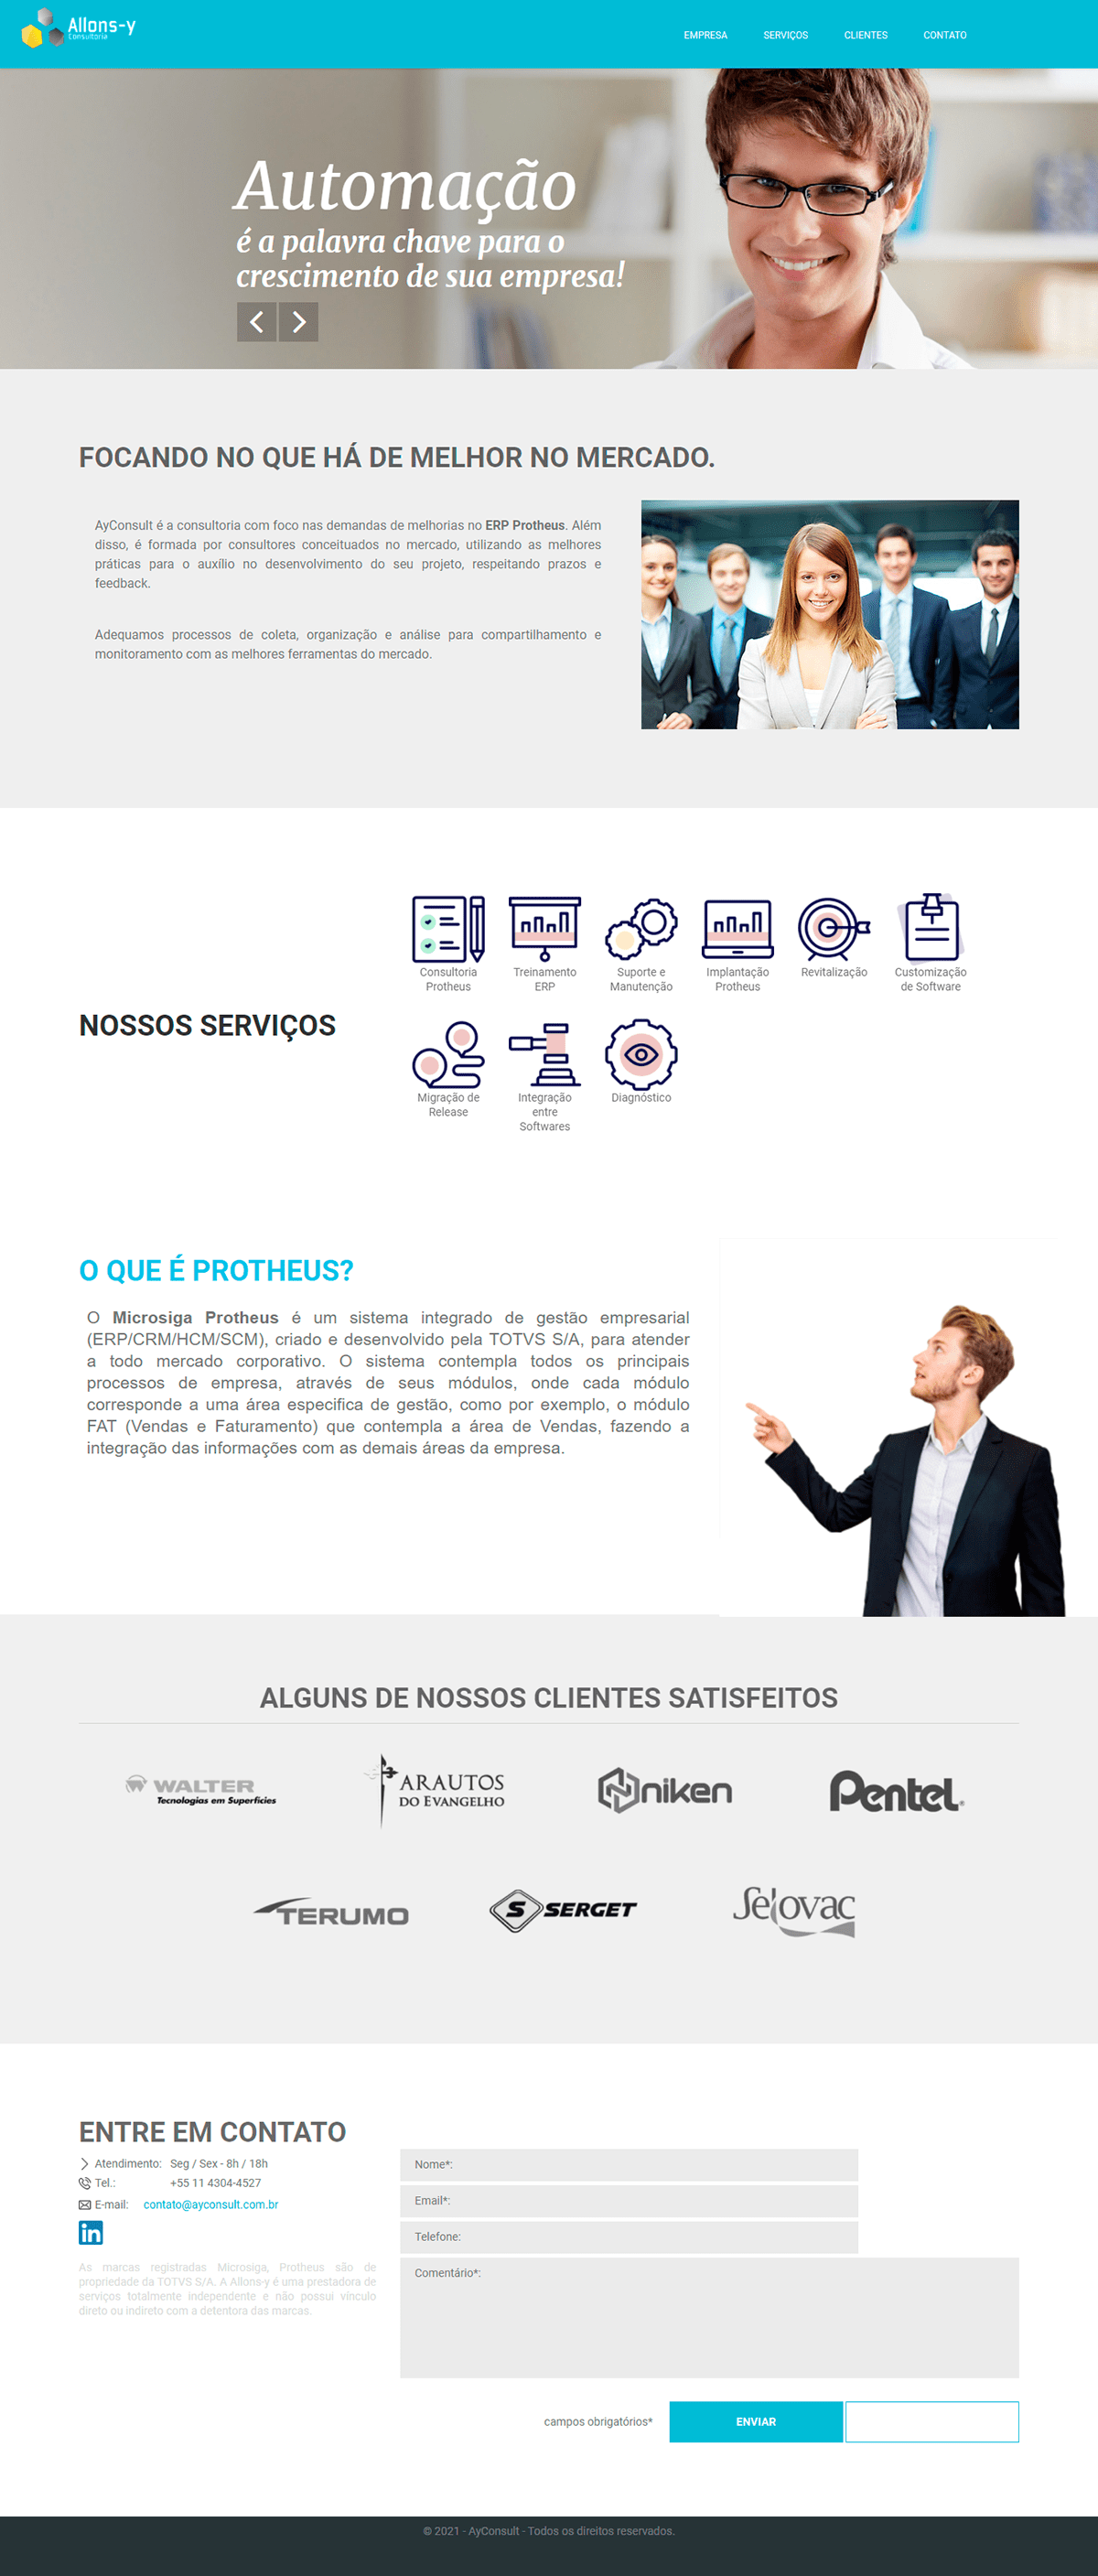 Allons-y
Consultoria
EMPRESA
SERVIÇOS
CLIENTES
CONTATO
Automação
é a palavra chave para o
crescimento de sua empresa!
FOCANDO NO QUE HÁ DE MELHOR NO MERCADO.
AyConsult é a consultoria com foco nas demandas de melhorias no ERP Protheus. Além
disso, é formada por consultores conceituados no mercado, utilizando as melhores
práticas para o auxílio no desenvolvimento do seu projeto, respeitando prazos e
feedback.
Adequamos processos de coleta, organização e análise para compartilhamento e
monitoramento com as melhores ferramentas do mercado.
NOSSOS SERVIÇOS
Consultoria
Protheus
Treinamento
ERP
Suporte e
Manutenção
Implantação
Protheus
Revitalização
Customização
de Software
Migração de
Release
Integração
entre
Softwares
Diagnóstico
O QUE É PROTHEUS?
O Microsiga Protheus é um sistema integrado de gestão empresarial
(ERP/CRM/HCM/SCM), criado e desenvolvido pela TOTVS S/A, para atender
a todo mercado corporativo. O sistema contempla todos os principais
processos de empresa, através de seus módulos, onde cada módulo
corresponde a uma área especifica de gestão, como por exemplo, o módulo
FAT (Vendas e Faturamento) que contempla a área de Vendas, fazendo a
integração das informações com as demais áreas da empresa.
ALGUNS DE NOSSOS CLIENTES SATISFEITOS
WALTER
Tecnologias em Superfícies
ARAUTOS
DO EVANGELHO
niken
Pentel®
TERUMO
S SERGET
Selovac
ENTRE EM CONTATO
Atendimento: Seg / Sex - 8h / 18h
Tel.: +55 11 4304-4527
E-mail: contato@ayconsult.com.br
in
As marcas registradas Microsiga, Protheus são de
propriedade da TOTVS S/A. A Allons-y é uma prestadora de
serviços totalmente independente e não possui vínculo
direto ou indireto com a detentora das marcas.
Nome*:
Email*:
Telefone:
Comentário*:
campos obrigatórios*
ENVIAR
© 2021 - AyConsult - Todos os direitos reservados.